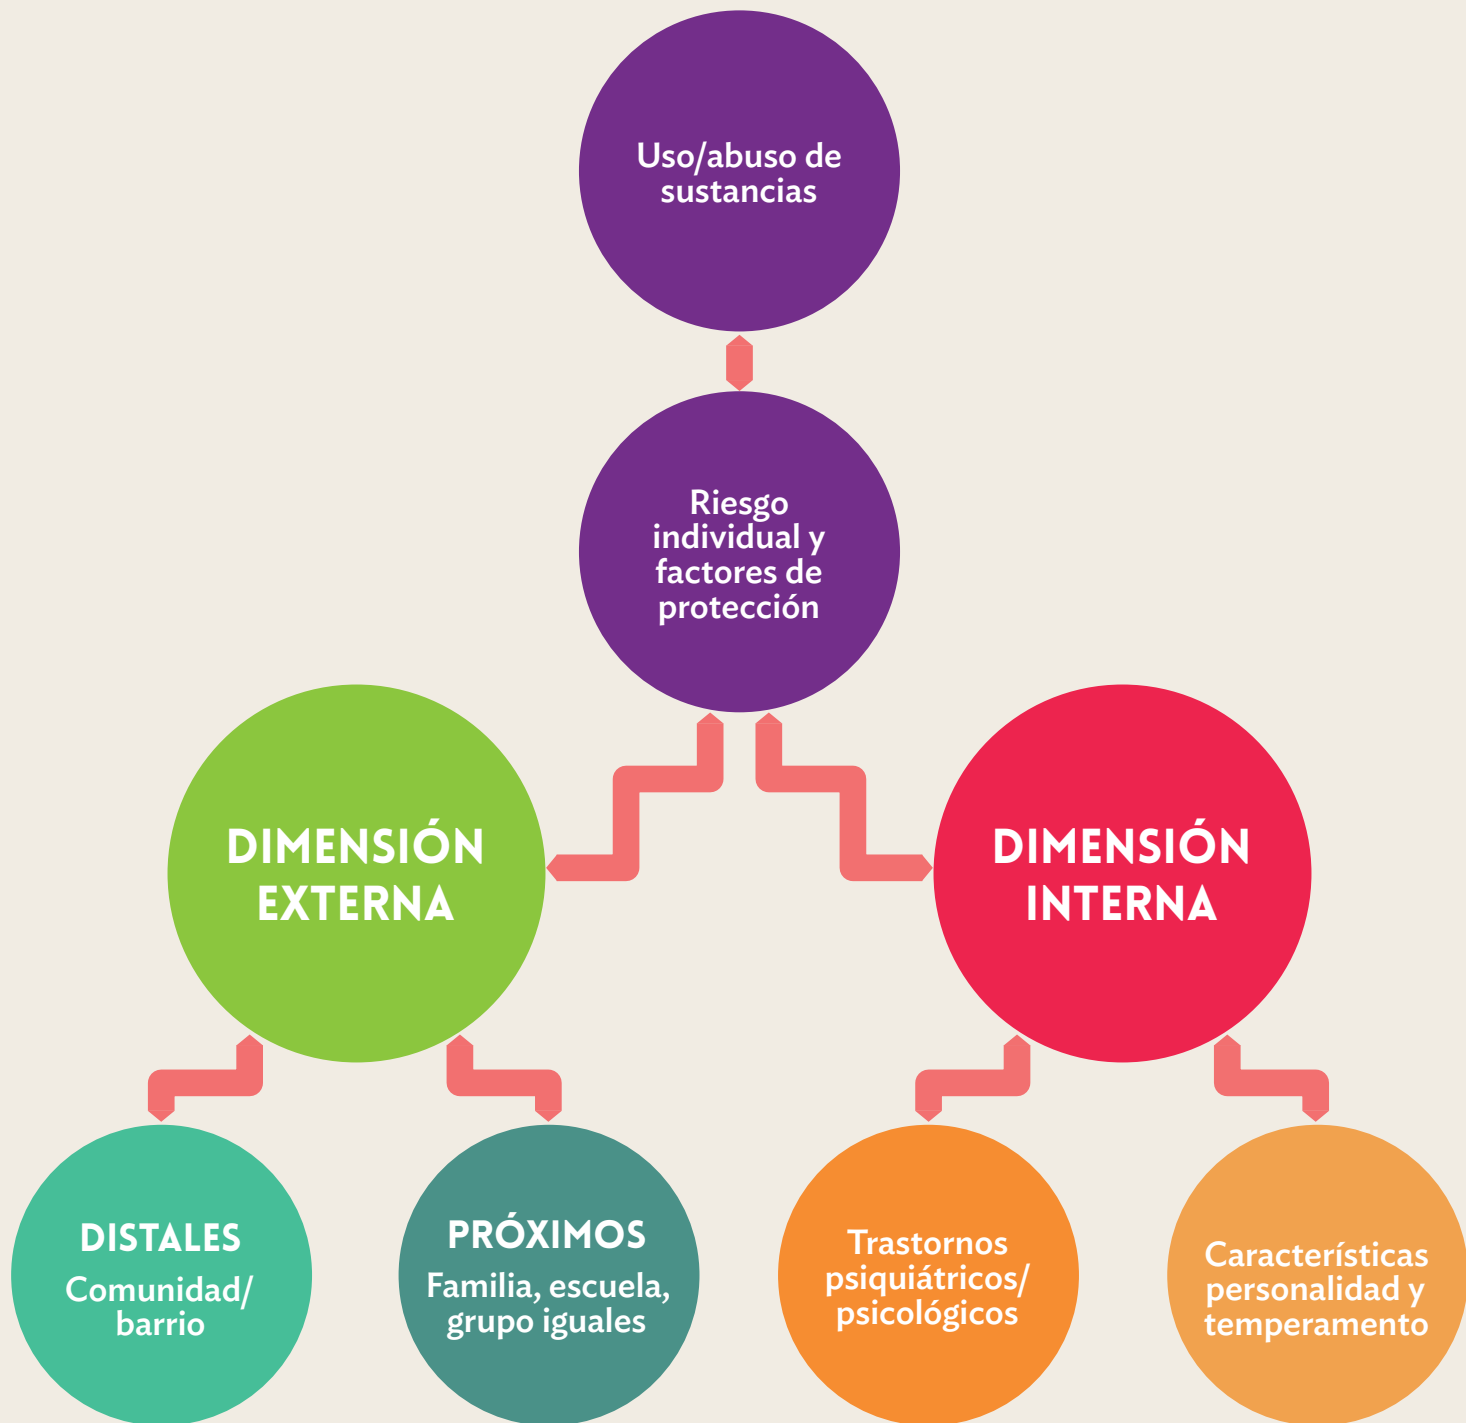 Uso/abuso de
sustancias
Riesgo
individual y
factores de
protección
DIMENSIÓN
EXTERNA
DIMENSIÓN
INTERNA
DISTALES
Comunidad/
barrio
PRÓXIMOS
Familia, escuela,
grupo iguales
Trastornos
psiquiátricos/
psicológicos
Características
personalidad y
temperamento